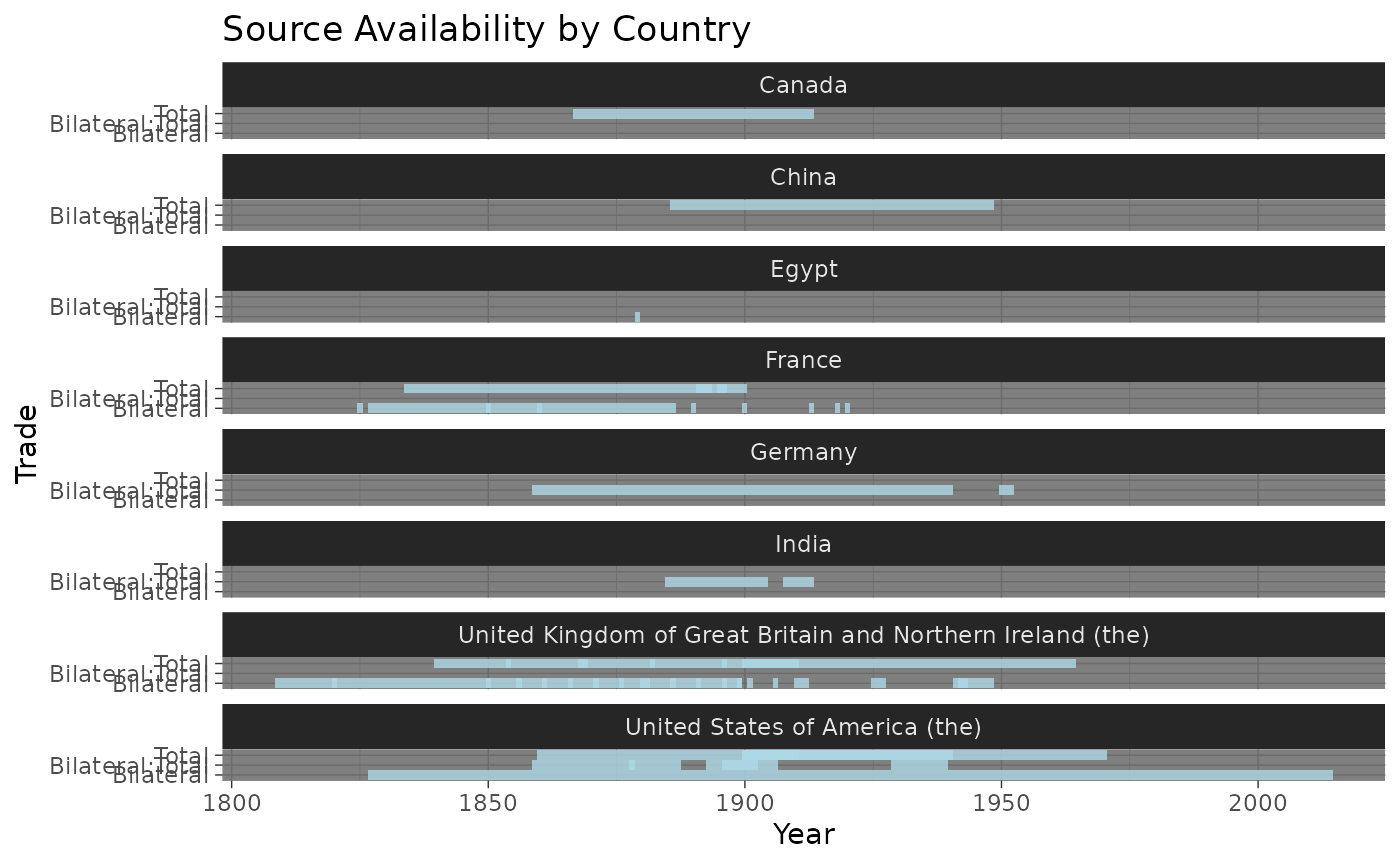 Source Availability by Country
Canada
Total
Bilateral;Total
Bilateral
China
Total
Bilateral;Total
Bilateral
Egypt
Total
Bilateral;Total
Bilateral
France
Total
Bilateral;Total
Bilateral
Germany
Total
Bilateral;Total
Bilateral
India
Total
Bilateral;Total
Bilateral
United Kingdom of Great Britain and Northern Ireland (the)
Total
Bilateral;Total
Bilateral
United States of America (the)
Total
Bilateral;Total
Bilateral
1800 1850 1900 1950 2000
Year
Trade